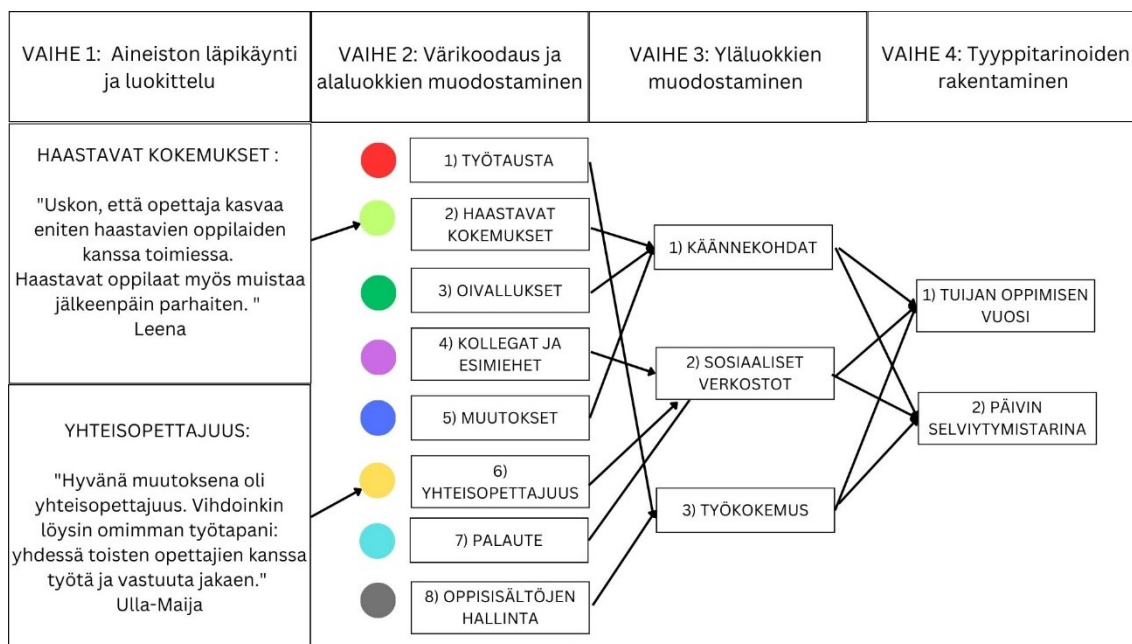 VAIHE 1: Aineiston läpikäynti
ja luokittelu
VAIHE 2: Värikoodaus ja
alaluokkien muodostaminen
VAIHE 3: Yläluokkien
muodostaminen
VAIHE 4: Tyyppitarinoiden
rakentaminen
HAASTAVAT KOKEMUKSET :
"Uskon, että opettaja kasvaa
eniten haastavien oppilaiden
kanssa toimiessa.
Haastavat oppilaat myös muistaa
jälkeenpäin parhaiten. "
Leena
YHTEISOPETTAJUUS:
"Hyvänä muutoksena oli
yhteisopettajuus. Vihdoinkin
löysin omimman työtapani:
yhdessä toisten opettajien kanssa
työtä ja vastuuta jakaen."
Ulla-Maija
1) TYÖTAUSTA
2) HAASTAVAT
KOKEMUKSET
3) OIVALLUKSET
4) KOLLEGAT JA
ESIMIEHET
5) MUUTOKSET
6)
YHTEISOPETTAJUUS
7) PALAUTE
8) OPPISISÄLTÖJEN
HALLINTA
1) KÄÄNNEKOHDAT
2) SOSIAALISET
VERKOSTOT
3) TYÖKOKEMUS
1) TUIJAN OPPIMISEN
VUOSI
2) PÄIVIN
SELVIYTYMISTARINA